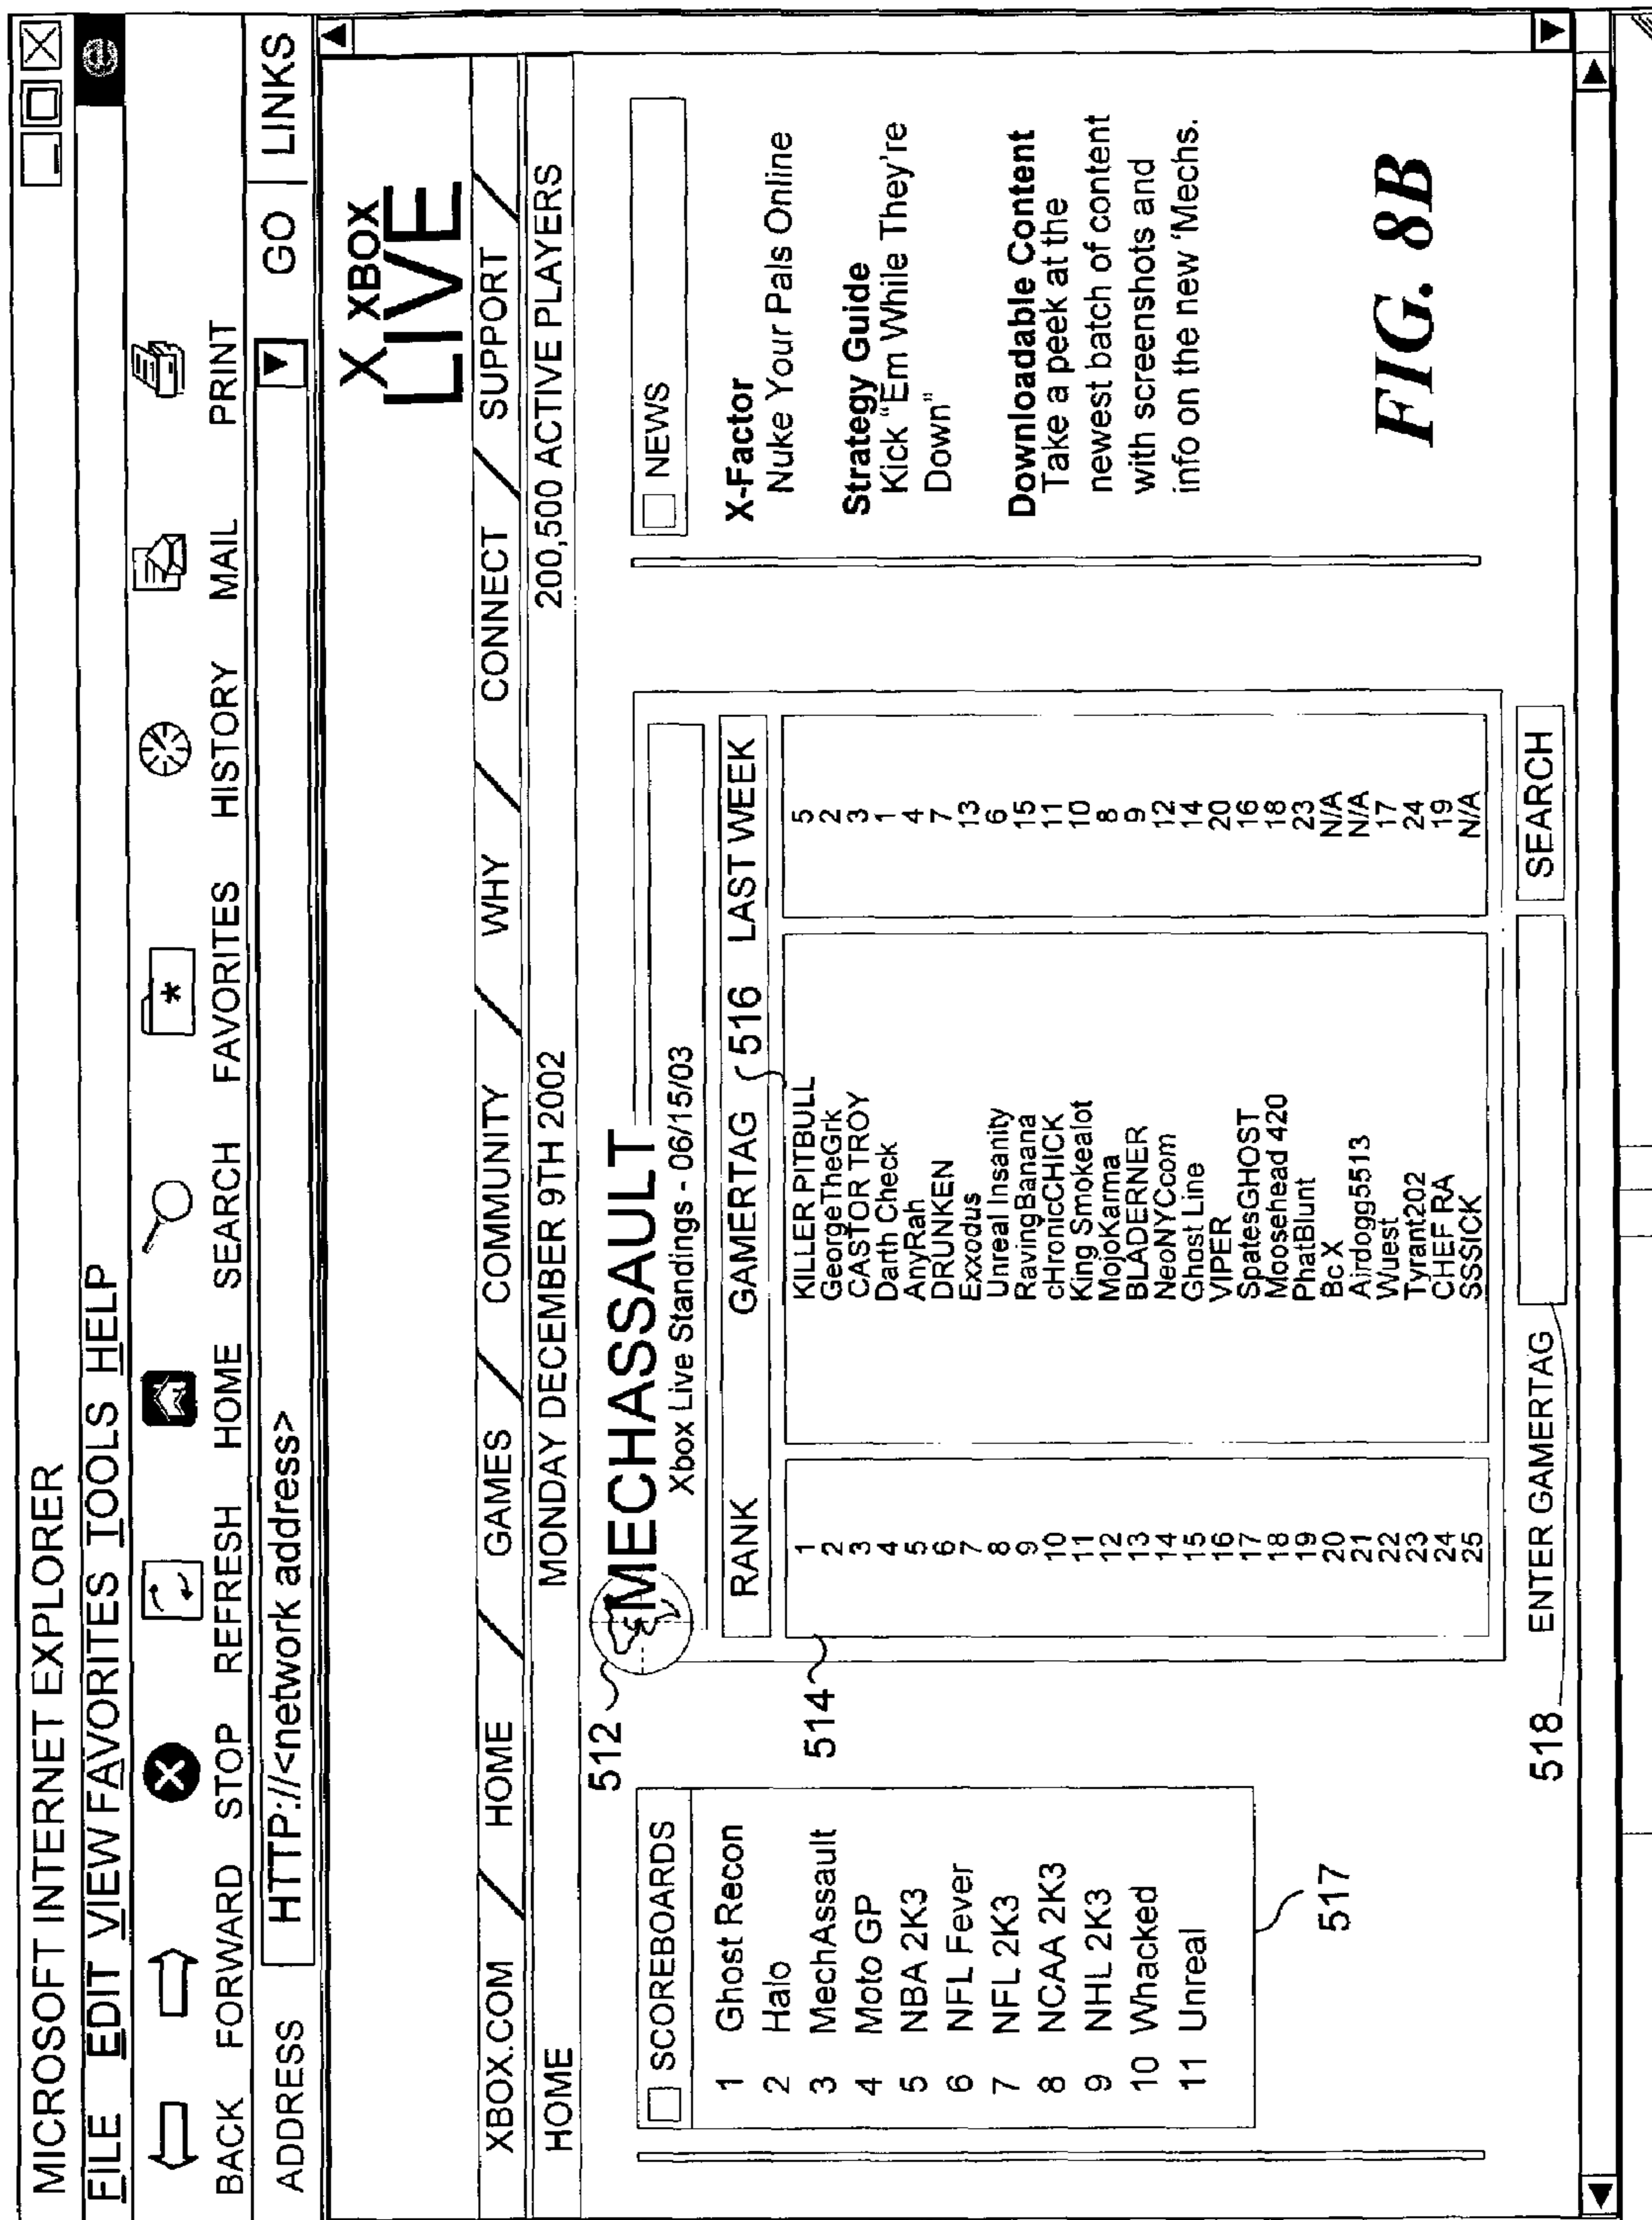 MICROSOFT INTERNET EXPLORER
FILE EDIT VIEW FAVORITES TOOLS HELP
BACK FORWARD STOP REFRESH HOME SEARCH FAVORITES HISTORY MAIL PRINT
ADDRESS HTTP://<network address> GO LINKS
X XBOX
LIVE
XBOX.COM HOME GAMES COMMUNITY WHY CONNECT SUPPORT
HOME MONDAY DECEMBER 9TH 2002 200,500 ACTIVE PLAYERS
SCOREBOARDS
1 Ghost Recon
2 Halo
3 MechAssault
4 Moto GP
5 NBA 2K3
6 NFL Fever
7 NFL 2K3
8 NCAA 2K3
9 NHL 2K3
10 Whacked
11 Unreal
517
512
MECHASSAULT
Xbox Live Standings - 06/15/03
RANK GAMERTAG 516 LAST WEEK
514
1 KILLER PITBULL 5
2 GeorgeTheGrk 2
3 CASTOR TROY 3
4 Darth Check 1
5 AnyRah 4
6 DRUNKEN 7
7 Exxodus 13
8 Unreal Insanity 6
9 RavingBanana 15
10 cHronicCHICK 11
11 King Smokealot 10
12 MojoKarma 8
13 BLADERNER 9
14 NeoNYCcom 12
15 Ghost Line 14
16 VIPER 20
17 SpatesGHOST 16
18 Moosehead 420 18
19 PhatBlunt 23
20 Bc X N/A
21 Airdogg5513 N/A
22 Wuest 17
23 Tyrant202 24
24 CHEF RA 19
25 SSSICK N/A
518 ENTER GAMERTAG SEARCH
NEWS
X-Factor
Nuke Your Pals Online
Strategy Guide
Kick "Em While They're
Down"
Downloadable Content
Take a peek at the
newest batch of content
with screenshots and
info on the new 'Mechs.
FIG. 8B